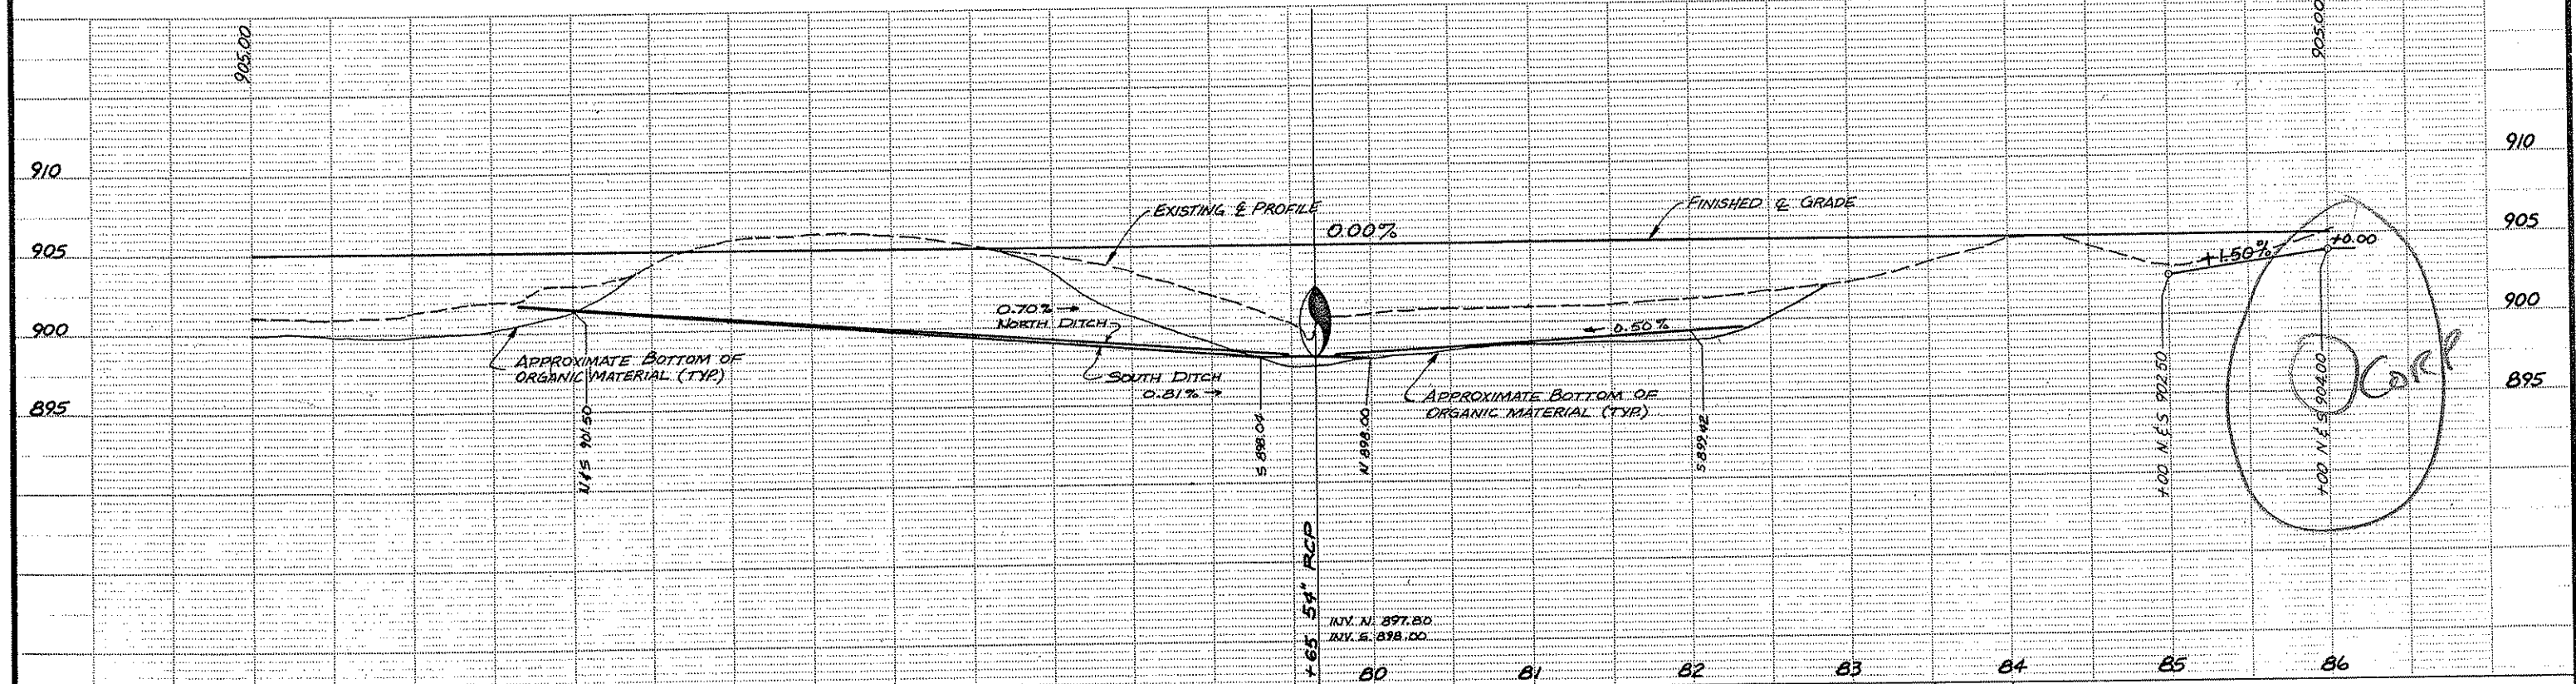 905.00
905.00
910
910
EXISTING ₵ PROFILE
FINISHED ₵ GRADE
905
905
0.00%
+1.50%
+0.00
900
900
0.70% →
NORTH DITCH
← 0.50%
APPROXIMATE BOTTOM OF
ORGANIC MATERIAL (TYP.)
SOUTH DITCH
0.81% →
APPROXIMATE BOTTOM OF
ORGANIC MATERIAL (TYP.)
895
895
N&S 901.50
S 898.04
N 898.00
S 899.42
+00 N&S 902.50
+00 N&S 904.00
+65 54" RCP
INV. N. 897.80
INV. S. 898.00
80
81
82
83
84
85
86